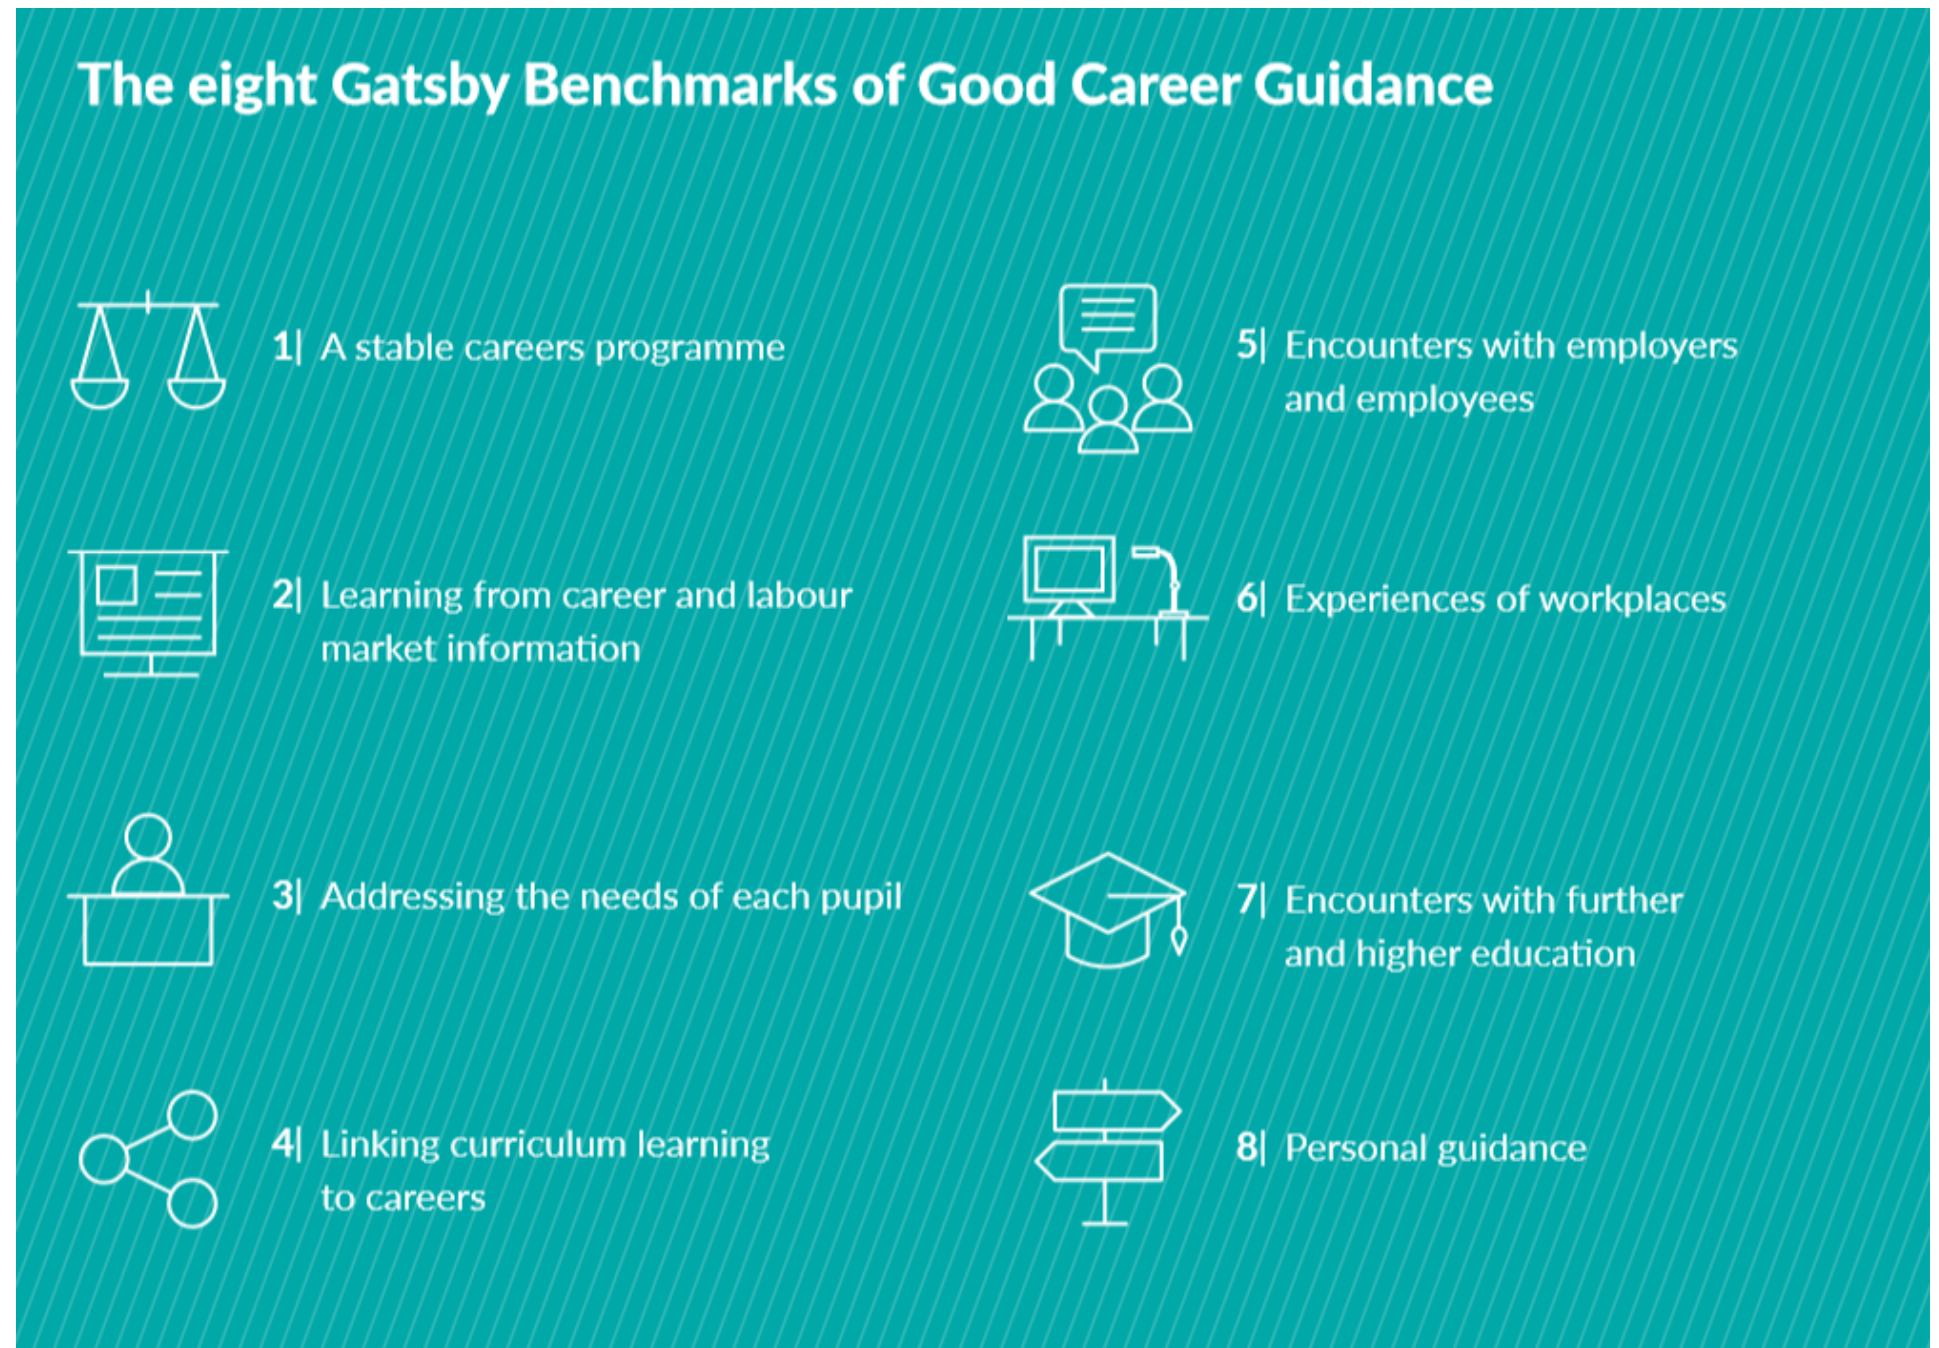 The eight Gatsby Benchmarks of Good Career Guidance
1| A stable careers programme
2| Learning from career and labour
market information
3| Addressing the needs of each pupil
4| Linking curriculum learning
to careers
5| Encounters with employers
and employees
6| Experiences of workplaces
7| Encounters with further
and higher education
8| Personal guidance